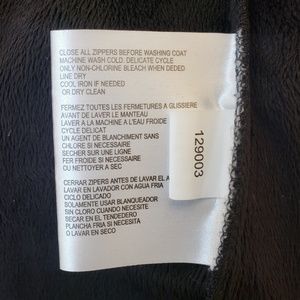 CLOSE ALL ZIPPERS BEFORE WASHING COAT
MACHINE WASH COLD. DELICATE CYCLE
ONLY NON-CHLORINE BLEACH WHEN DEDED
LINE DRY
COOL IRON IF NEEDED
OR DRY CLEAN
FERMEZ TOUTES LES FERMETURES A GLISSIERE
AVANT DE LAVER LE MANTEAU
LAVER A LA MACHINE A L'EAU FROIDE
CYCLE DELICAT
UN AGENT DE BLANCHIMENT SANS
CHLORE SI NECESSAIRE
SECHER SUR UNE LIGNE
FER FROIDE SI NECESSAIRE
OU NETTOYER A SEC
CERRAR ZIPERS ANTES DE LAVAR EL A
LAVAR EN LAVADOR CON AGUA FRIA
CICLO DELICADO
SOLAMENTE USAR BLANQUEADOR
SIN CLORO CUANDO NECESITE
SECAR EN EL TENDEDERO
PLANCHA FRIA SI NECESITA
O LAVAR EN SECO
129003